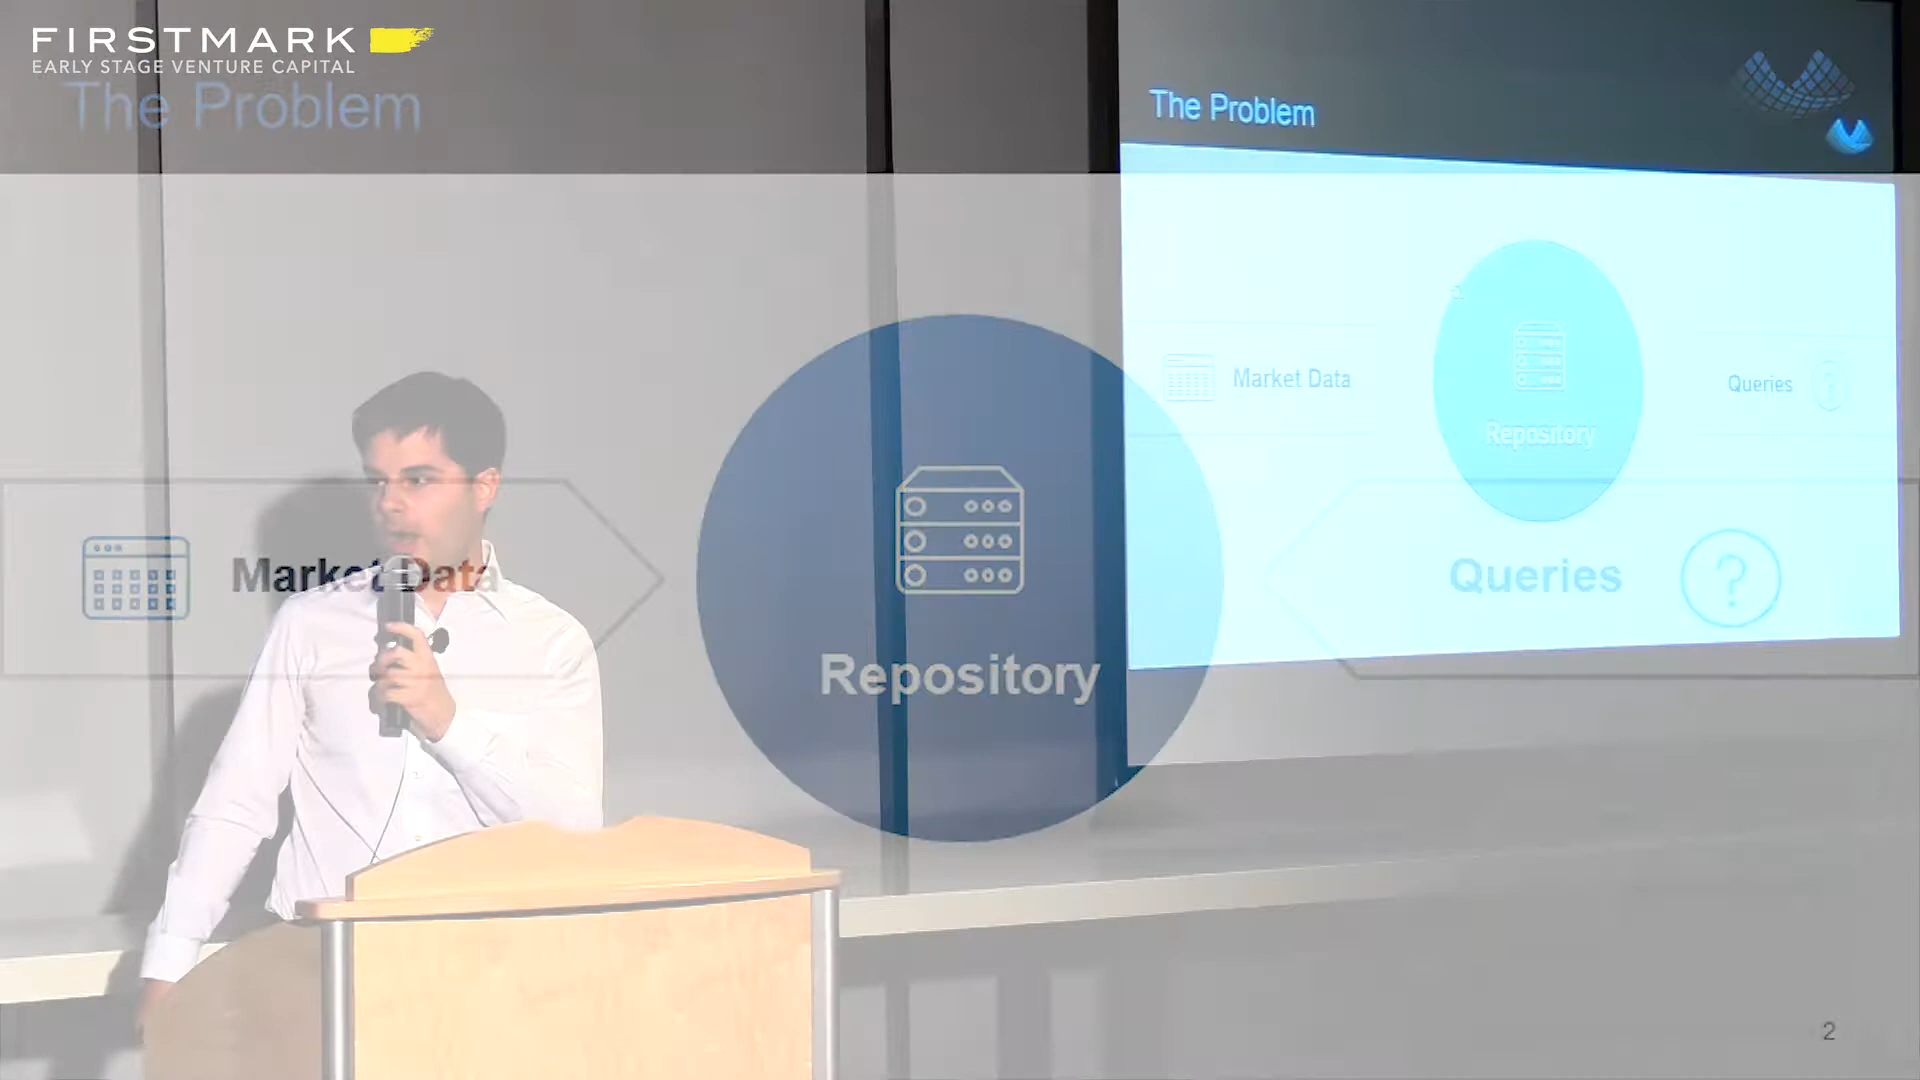 FIRSTMARK
EARLY STAGE VENTURE CAPITAL
The Problem
The Problem
Market Data
Queries
Repository
Market Data
Queries
?
Repository
2